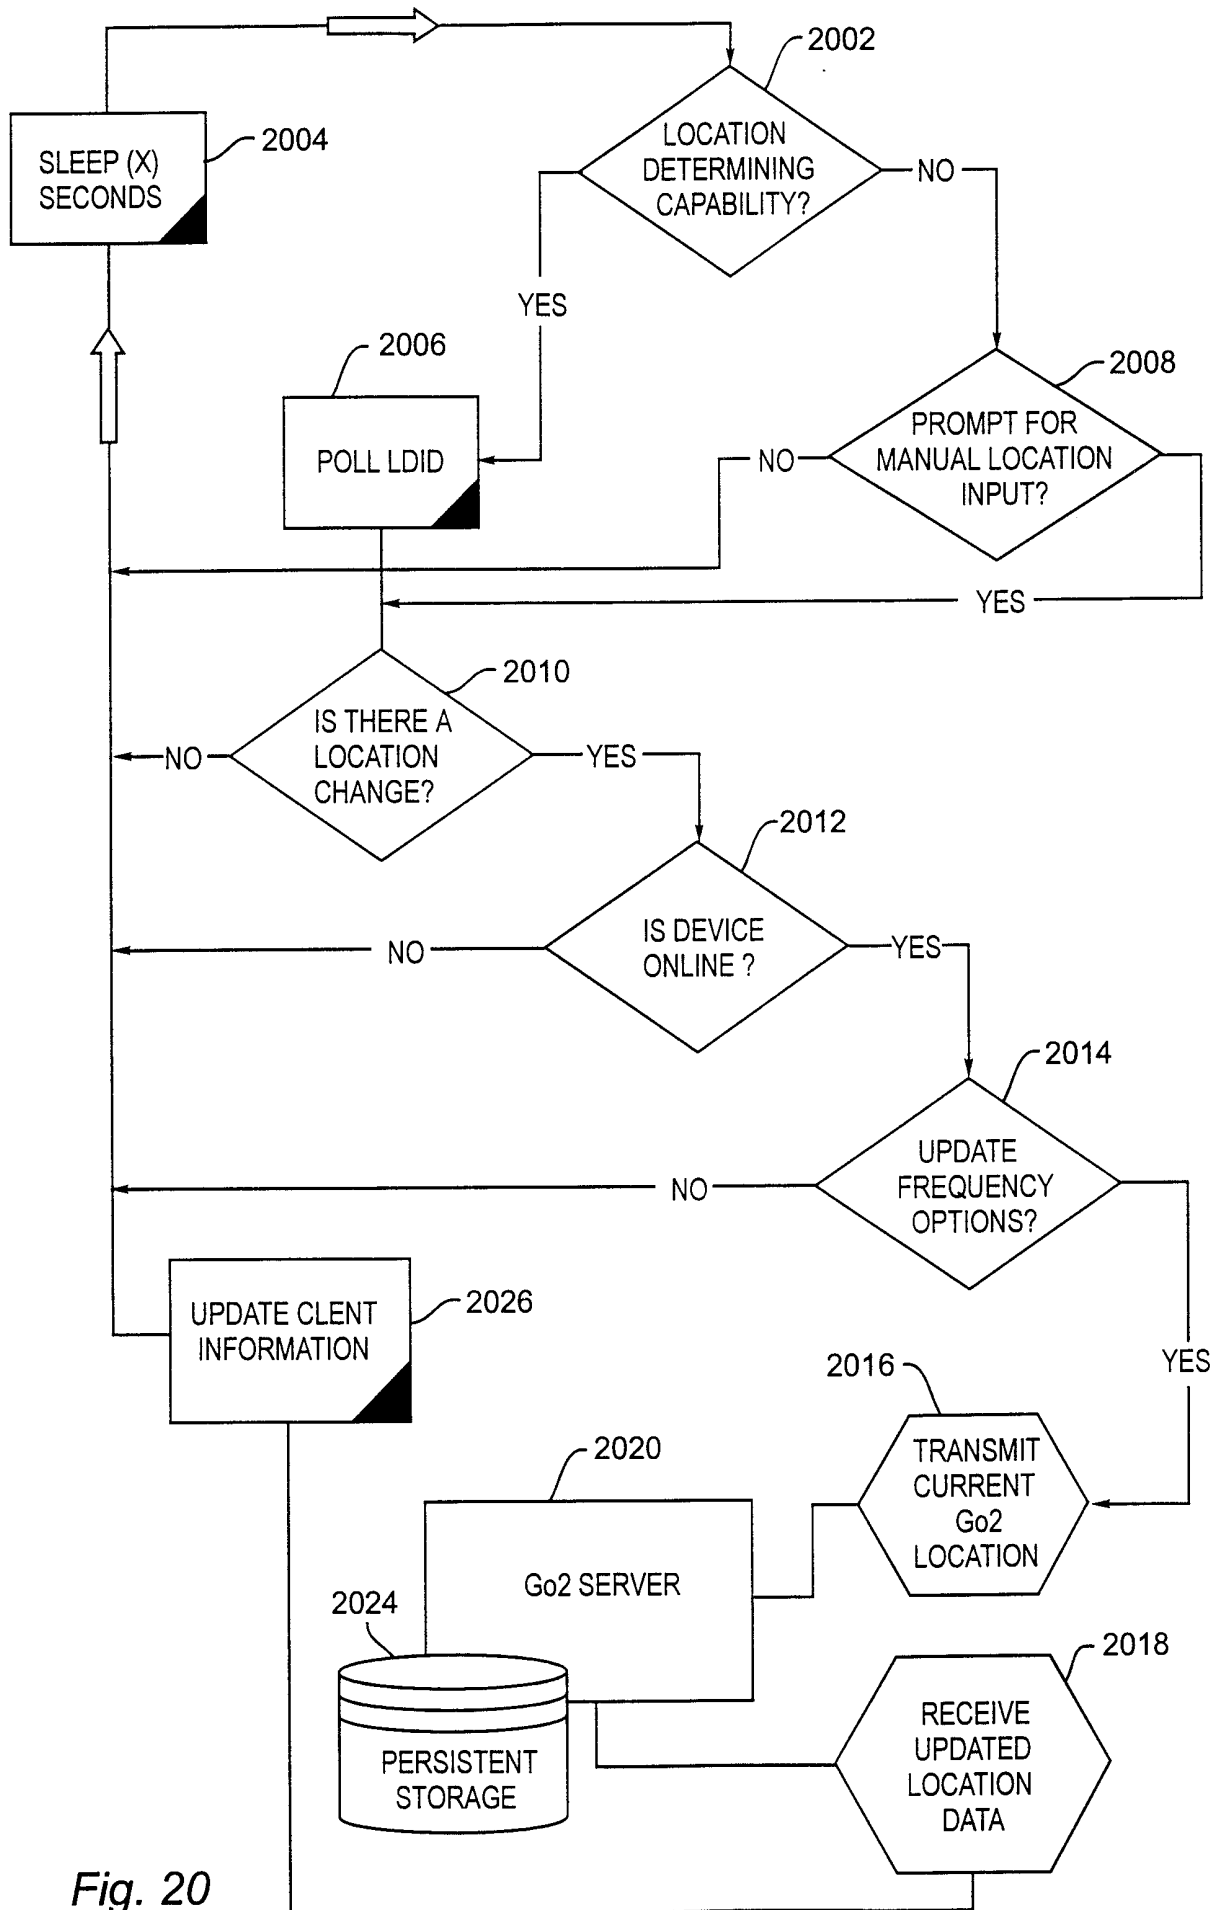 2002
LOCATION
DETERMINING
CAPABILITY?
2004
SLEEP (X)
SECONDS
NO
YES
2006
POLL LDID
2008
PROMPT FOR
MANUAL LOCATION
INPUT?
NO
YES
2010
IS THERE A
LOCATION
CHANGE?
NO
YES
2012
IS DEVICE
ONLINE ?
NO
YES
2014
UPDATE
FREQUENCY
OPTIONS?
NO
YES
2026
UPDATE CLENT
INFORMATION
2016
TRANSMIT
CURRENT
Go2
LOCATION
2020
Go2 SERVER
2024
PERSISTENT
STORAGE
2018
RECEIVE
UPDATED
LOCATION
DATA
Fig. 20